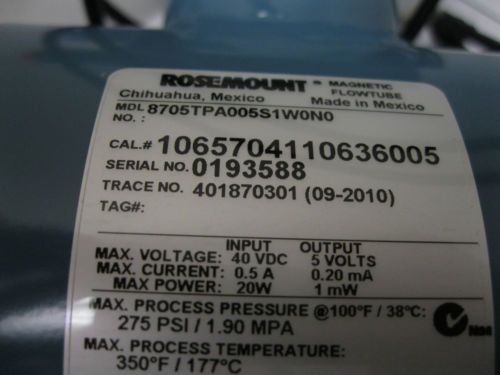 ROSEMOUNT® MAGNETIC FLOWTUBE
Chihuahua, Mexico Made in Mexico
MDL NO. : 8705TPA005S1W0N0
CAL.# 1065704110636005
SERIAL NO. 0193588
TRACE NO. 401870301 (09-2010)
TAG#:
INPUT OUTPUT
MAX. VOLTAGE: 40 VDC 5 VOLTS
MAX. CURRENT: 0.5 A 0.20 mA
MAX POWER: 20W 1 mW
MAX. PROCESS PRESSURE @100°F / 38°C:
275 PSI / 1.90 MPA
MAX. PROCESS TEMPERATURE:
350°F / 177°C